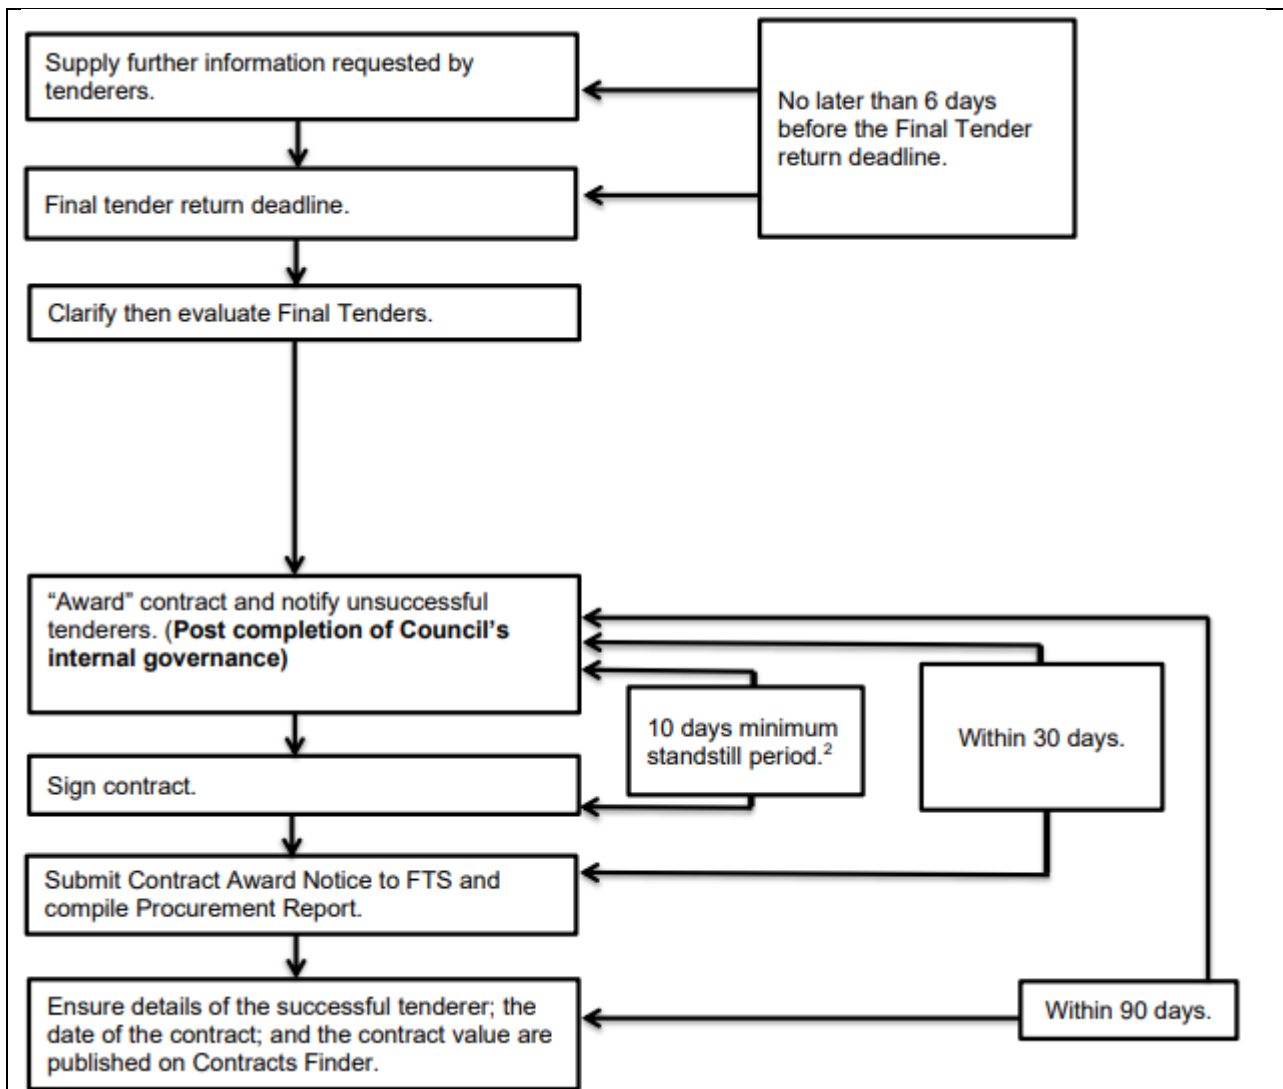 Supply further information requested by
tenderers.
No later than 6 days
before the Final Tender
return deadline.
Final tender return deadline.
Clarify then evaluate Final Tenders.
“Award” contract and notify unsuccessful
tenderers. (Post completion of Council’s
internal governance)
10 days minimum
standstill period.²
Within 30 days.
Sign contract.
Submit Contract Award Notice to FTS and
compile Procurement Report.
Ensure details of the successful tenderer; the
date of the contract; and the contract value are
published on Contracts Finder.
Within 90 days.